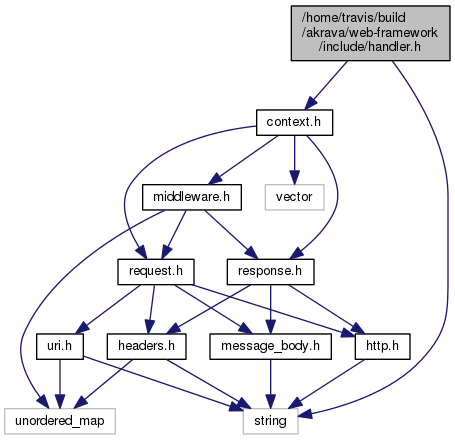 /home/travis/build
/akrava/web-framework
/include/handler.h
context.h
middleware.h
vector
request.h
response.h
uri.h
headers.h
message_body.h
http.h
unordered_map
string